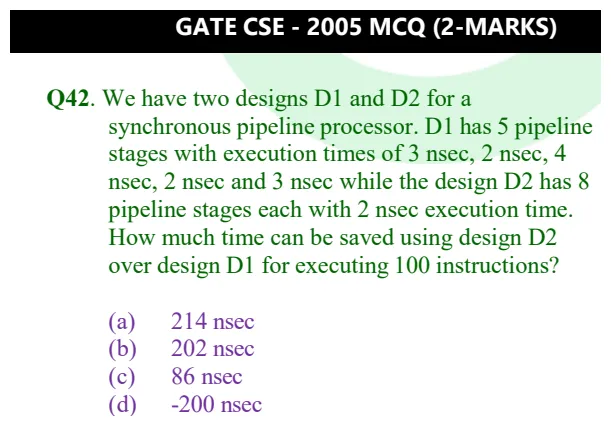 GATE CSE - 2005 MCQ (2-MARKS)
Q42. We have two designs D1 and D2 for a
synchronous pipeline processor. D1 has 5 pipeline
stages with execution times of 3 nsec, 2 nsec, 4
nsec, 2 nsec and 3 nsec while the design D2 has 8
pipeline stages each with 2 nsec execution time.
How much time can be saved using design D2
over design D1 for executing 100 instructions?
(a) 214 nsec
(b) 202 nsec
(c) 86 nsec
(d) -200 nsec